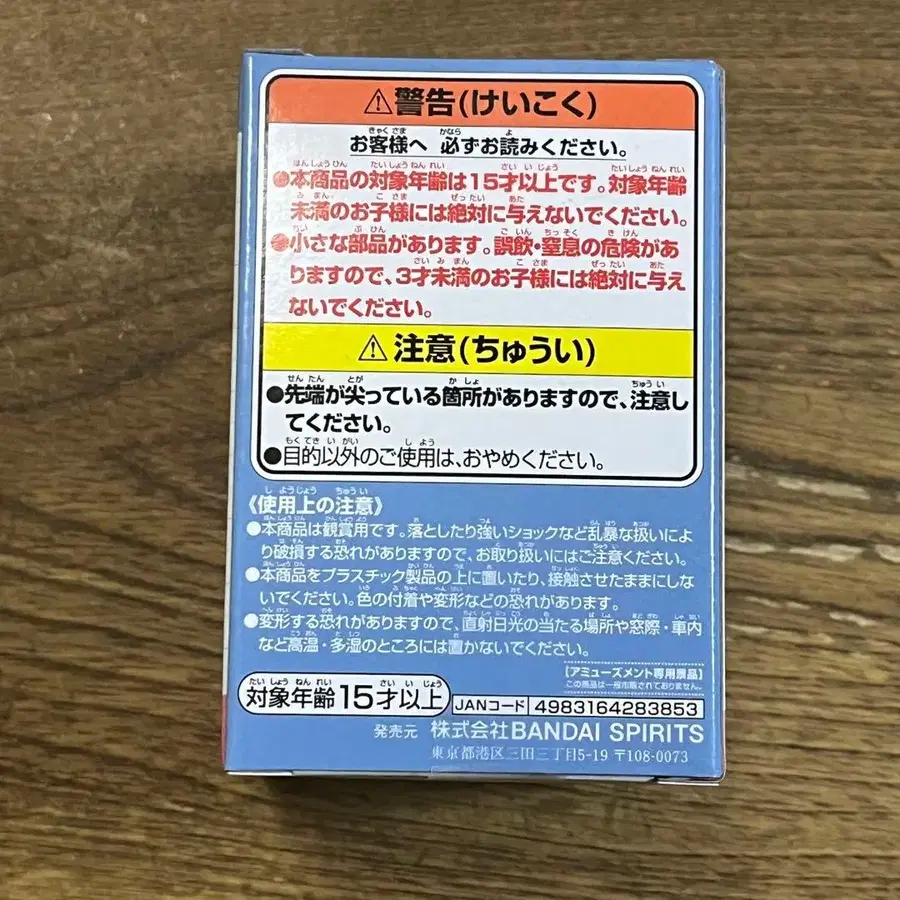 ⚠警告(けいこく)
お客様へ 必ずお読みください。
●本商品の対象年齢は15才以上です。対象年齢
未満のお子様には絶対に与えないでください。
●小さな部品があります。誤飲・窒息の危険があ
りますので、3才未満のお子様には絶対に与え
ないでください。
⚠注意(ちゅうい)
●先端が尖っている箇所がありますので、注意し
てください。
●目的以外のご使用は、おやめください。
《使用上の注意》
●本商品は観賞用です。落としたり強いショックなど乱暴な扱いによ
り破損する恐れがありますので、お取り扱いにはご注意ください。
●本商品をプラスチック製品の上に置いたり、接触させたままにしな
いでください。色の付着や変形などの恐れがあります。
●変形する恐れがありますので、直射日光の当たる場所や窓際・車内
など高温・多湿のところには置かないでください。
【アミューズメント専用景品】
この商品は一般市販されておりません。
対象年齢15才以上
JANコード 4983164283853
発売元 株式会社BANDAI SPIRITS
東京都港区三田三丁目5-19 〒108-0073